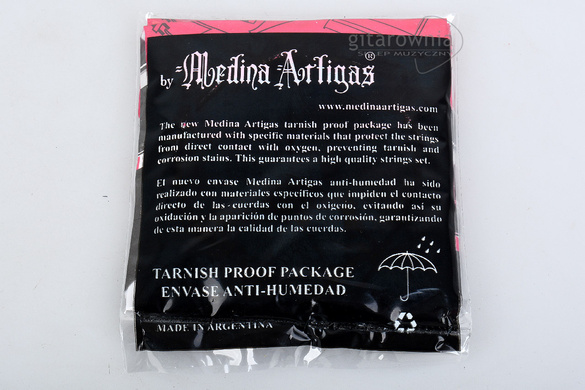 gitarownia
SKLEP MUZYCZNY
by Medina Artigas®
www.medinaartigas.com
The new Medina Artigas tarnish proof package has been
manufactured with specific materials that protect the strings
from direct contact with oxygen, preventing tarnish and
corrosion stains. This guarantees a high quality strings set.
El nuevo envase Medina Artigas anti-humedad ha sido
realizado con materiales específicos que impiden el contacto
directo de las cuerdas con el oxígeno, evitando así su
oxidación y la aparición de puntos de corrosión, garantizando
de esta manera la calidad de las cuerdas.
TARNISH PROOF PACKAGE
ENVASE ANTI-HUMEDAD
MADE IN ARGENTINA